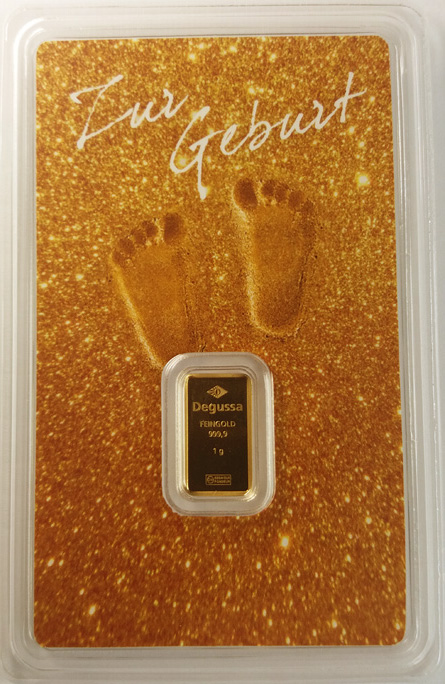 Zur
Geburt
Degussa
FEINGOLD
999,9
1 g